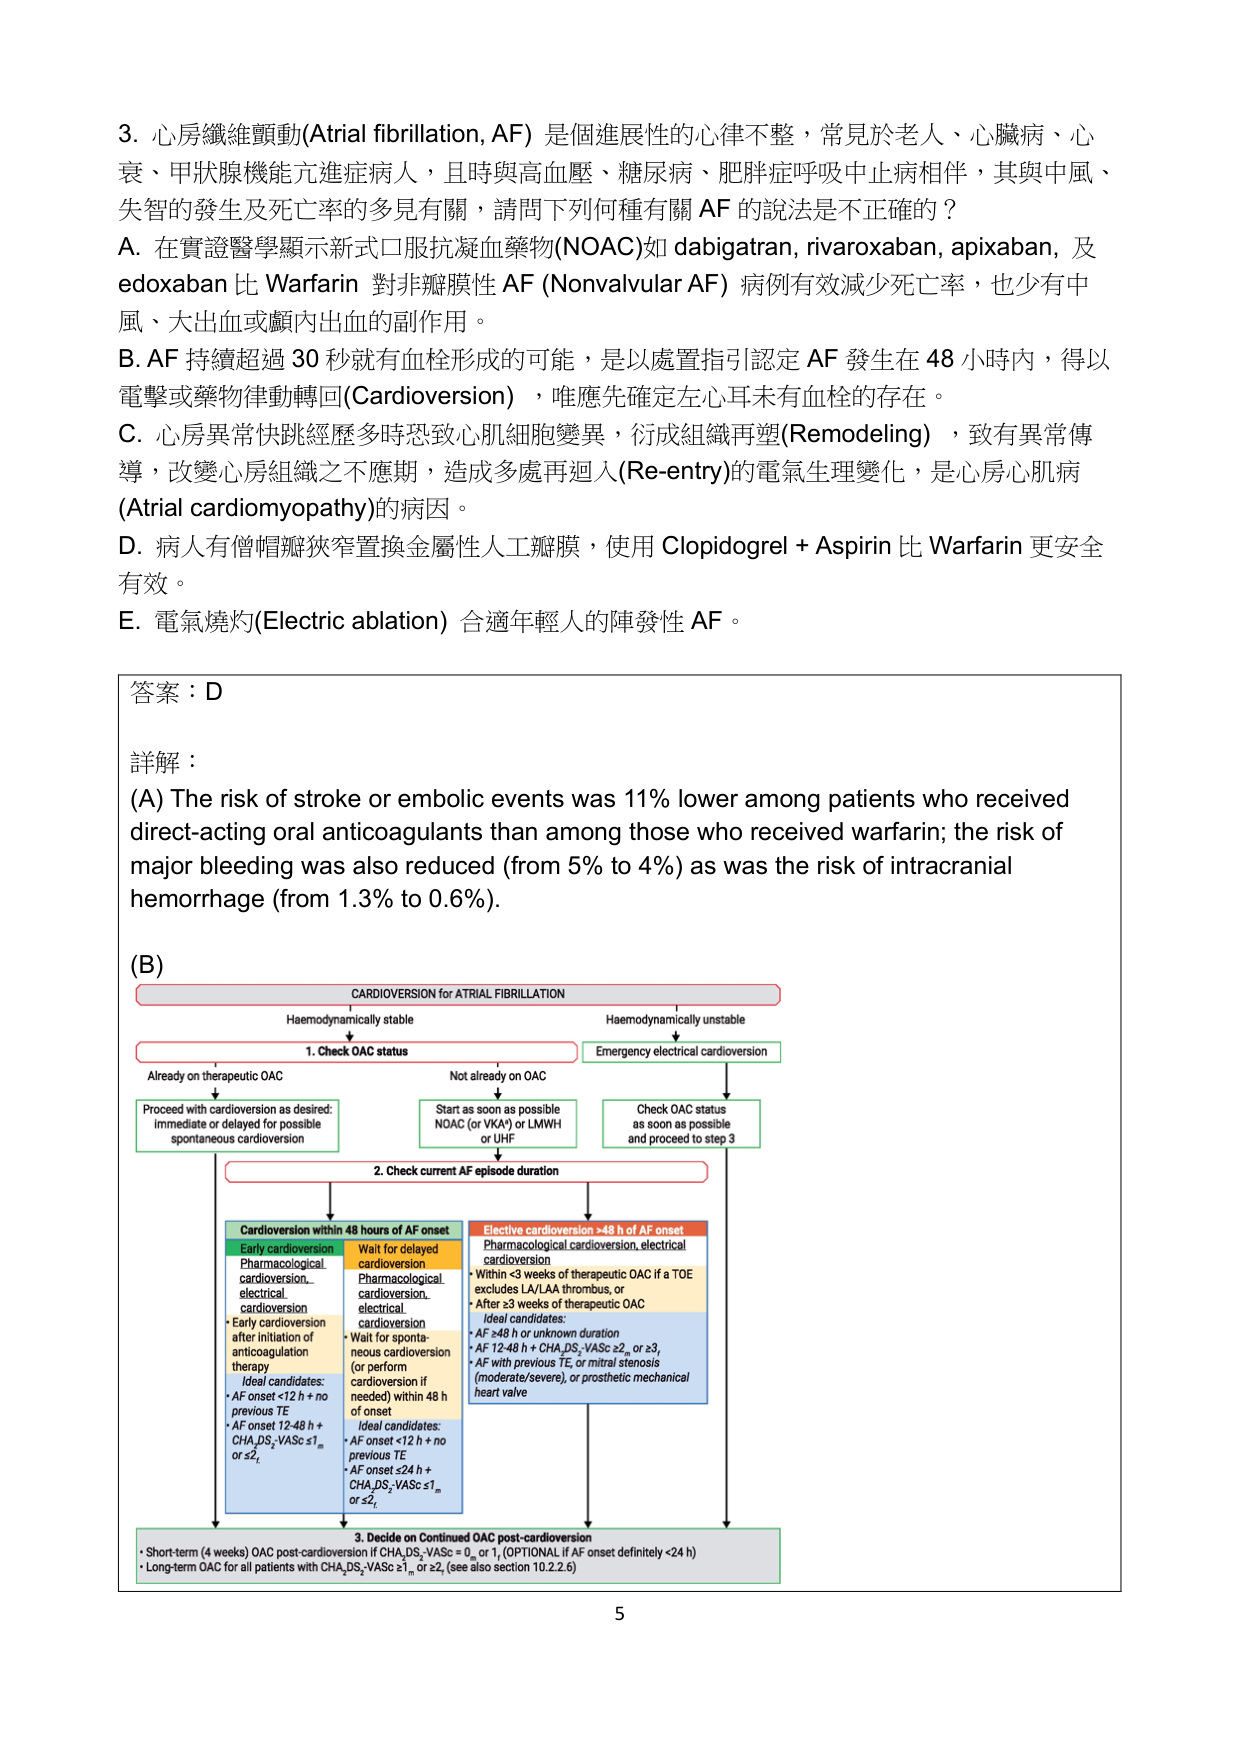 3. 心房纖維顫動(Atrial fibrillation, AF) 是個進展性的心律不整，常見於老人、心臟病、心
衰、甲狀腺機能亢進症病人，且時與高血壓、糖尿病、肥胖症呼吸中止病相伴，其與中風、
失智的發生及死亡率的多見有關，請問下列何種有關 AF 的說法是不正確的？
A. 在實證醫學顯示新式口服抗凝血藥物(NOAC)如 dabigatran, rivaroxaban, apixaban, 及
edoxaban 比 Warfarin 對非瓣膜性 AF (Nonvalvular AF) 病例有效減少死亡率，也少有中
風、大出血或顱內出血的副作用。
B. AF 持續超過 30 秒就有血栓形成的可能，是以處置指引認定 AF 發生在 48 小時內，得以
電擊或藥物律動轉回(Cardioversion) ，唯應先確定左心耳未有血栓的存在。
C. 心房異常快跳經歷多時恐致心肌細胞變異，衍成組織再塑(Remodeling) ，致有異常傳
導，改變心房組織之不應期，造成多處再迴入(Re-entry)的電氣生理變化，是心房心肌病
(Atrial cardiomyopathy)的病因。
D. 病人有僧帽瓣狹窄置換金屬性人工瓣膜，使用 Clopidogrel + Aspirin 比 Warfarin 更安全
有效。
E. 電氣燒灼(Electric ablation) 合適年輕人的陣發性 AF。
答案：D
詳解：
(A) The risk of stroke or embolic events was 11% lower among patients who received
direct-acting oral anticoagulants than among those who received warfarin; the risk of
major bleeding was also reduced (from 5% to 4%) as was the risk of intracranial
hemorrhage (from 1.3% to 0.6%).
(B)
CARDIOVERSION for ATRIAL FIBRILLATION
Haemodynamically stable
Haemodynamically unstable
1. Check OAC status
Emergency electrical cardioversion
Already on therapeutic OAC
Not already on OAC
Proceed with cardioversion as desired:
immediate or delayed for possible
spontaneous cardioversion
Start as soon as possible
NOAC (or VKAª) or LMWH
or UHF
Check OAC status
as soon as possible
and proceed to step 3
2. Check current AF episode duration
Cardioversion within 48 hours of AF onset
Early cardioversion
Pharmacological
cardioversion,
electrical
cardioversion
• Early cardioversion
after initiation of
anticoagulation
therapy
Ideal candidates:
• AF onset <12 h + no
previous TE
• AF onset 12-48 h +
CHA₂DS₂-VASc ≤1m
or ≤2f
Wait for delayed
cardioversion
Pharmacological
cardioversion,
electrical
cardioversion
• Wait for sponta-
neous cardioversion
(or perform
cardioversion if
needed) within 48 h
of onset
Ideal candidates:
• AF onset <12 h + no
previous TE
• AF onset ≤24 h +
CHA₂DS₂-VASc ≤1m
or ≤2f
Elective cardioversion >48 h of AF onset
Pharmacological cardioversion, electrical
cardioversion
• Within <3 weeks of therapeutic OAC if a TOE
excludes LA/LAA thrombus, or
• After ≥3 weeks of therapeutic OAC
Ideal candidates:
• AF ≥48 h or unknown duration
• AF 12-48 h + CHA₂DS₂-VASc ≥2m or ≥3f
• AF with previous TE, or mitral stenosis
(moderate/severe), or prosthetic mechanical
heart valve
3. Decide on Continued OAC post-cardioversion
• Short-term (4 weeks) OAC post-cardioversion if CHA₂DS₂-VASc = 0m or 1f (OPTIONAL if AF onset definitely <24 h)
• Long-term OAC for all patients with CHA₂DS₂-VASc ≥1m or ≥2f (see also section 10.2.2.6)
5